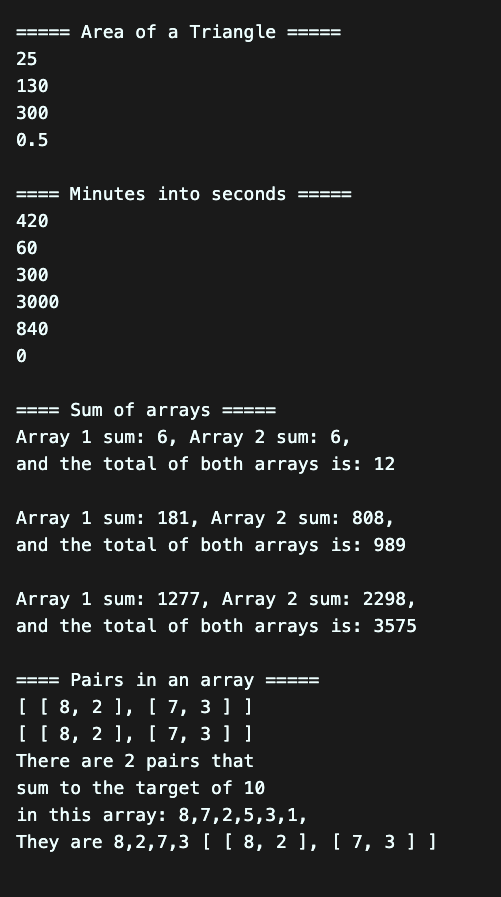 ===== Area of a Triangle =====
25
130
300
0.5
==== Minutes into seconds =====
420
60
300
3000
840
0
==== Sum of arrays =====
Array 1 sum: 6, Array 2 sum: 6,
and the total of both arrays is: 12
Array 1 sum: 181, Array 2 sum: 808,
and the total of both arrays is: 989
Array 1 sum: 1277, Array 2 sum: 2298,
and the total of both arrays is: 3575
==== Pairs in an array =====
[ [ 8, 2 ], [ 7, 3 ] ]
[ [ 8, 2 ], [ 7, 3 ] ]
There are 2 pairs that
sum to the target of 10
in this array: 8,7,2,5,3,1,
They are 8,2,7,3 [ [ 8, 2 ], [ 7, 3 ] ]